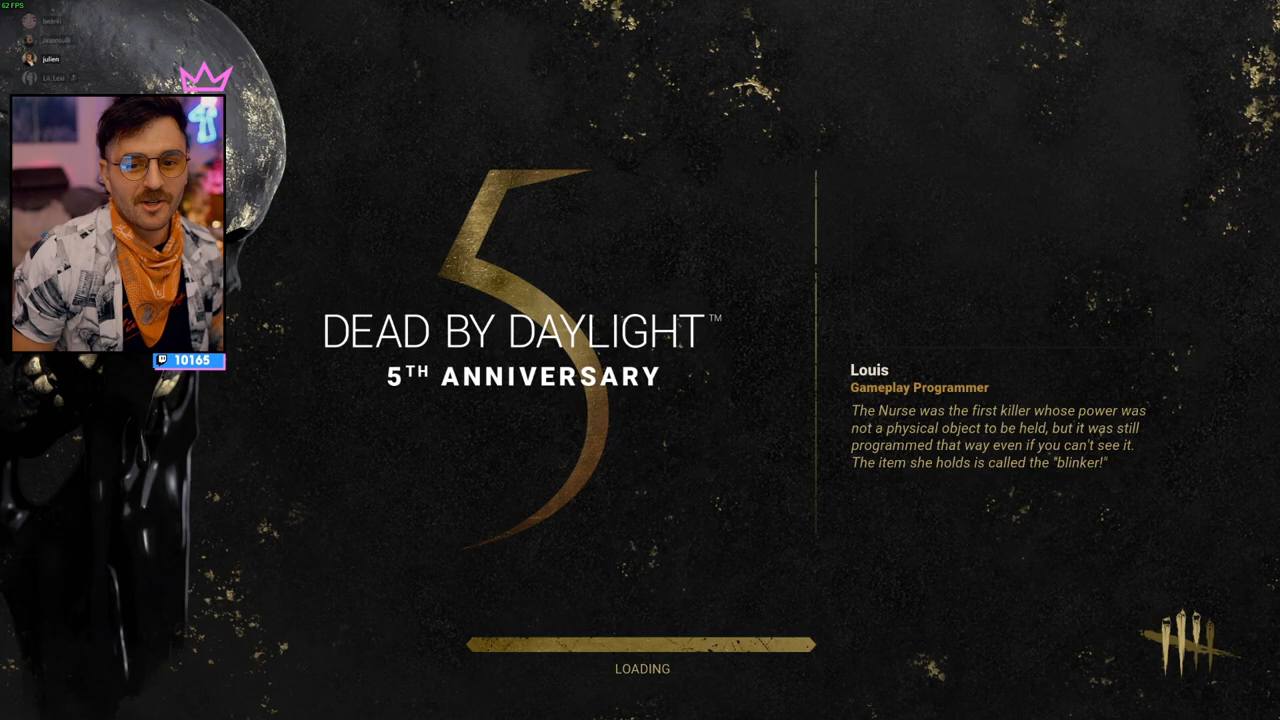 62 FPS
julien
10165
DEAD BY DAYLIGHT™
5TH ANNIVERSARY
Louis
Gameplay Programmer
The Nurse was the first killer whose power was
not a physical object to be held, but it was still
programmed that way even if you can't see it.
The item she holds is called the "blinker!"
LOADING